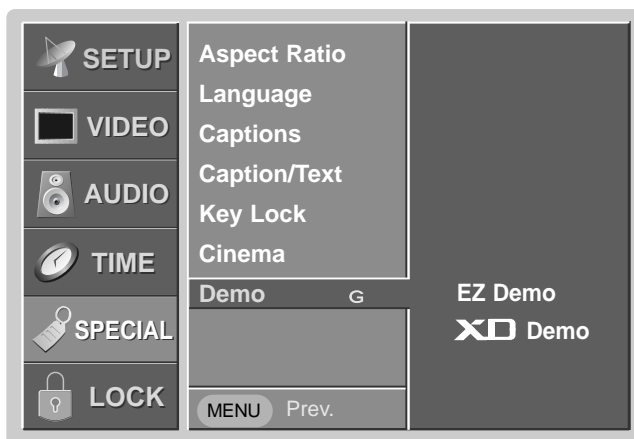 SETUP
VIDEO
AUDIO
TIME
SPECIAL
LOCK
Aspect Ratio
Language
Captions
Caption/Text
Key Lock
Cinema
Demo G
MENU Prev.
EZ Demo
XD Demo